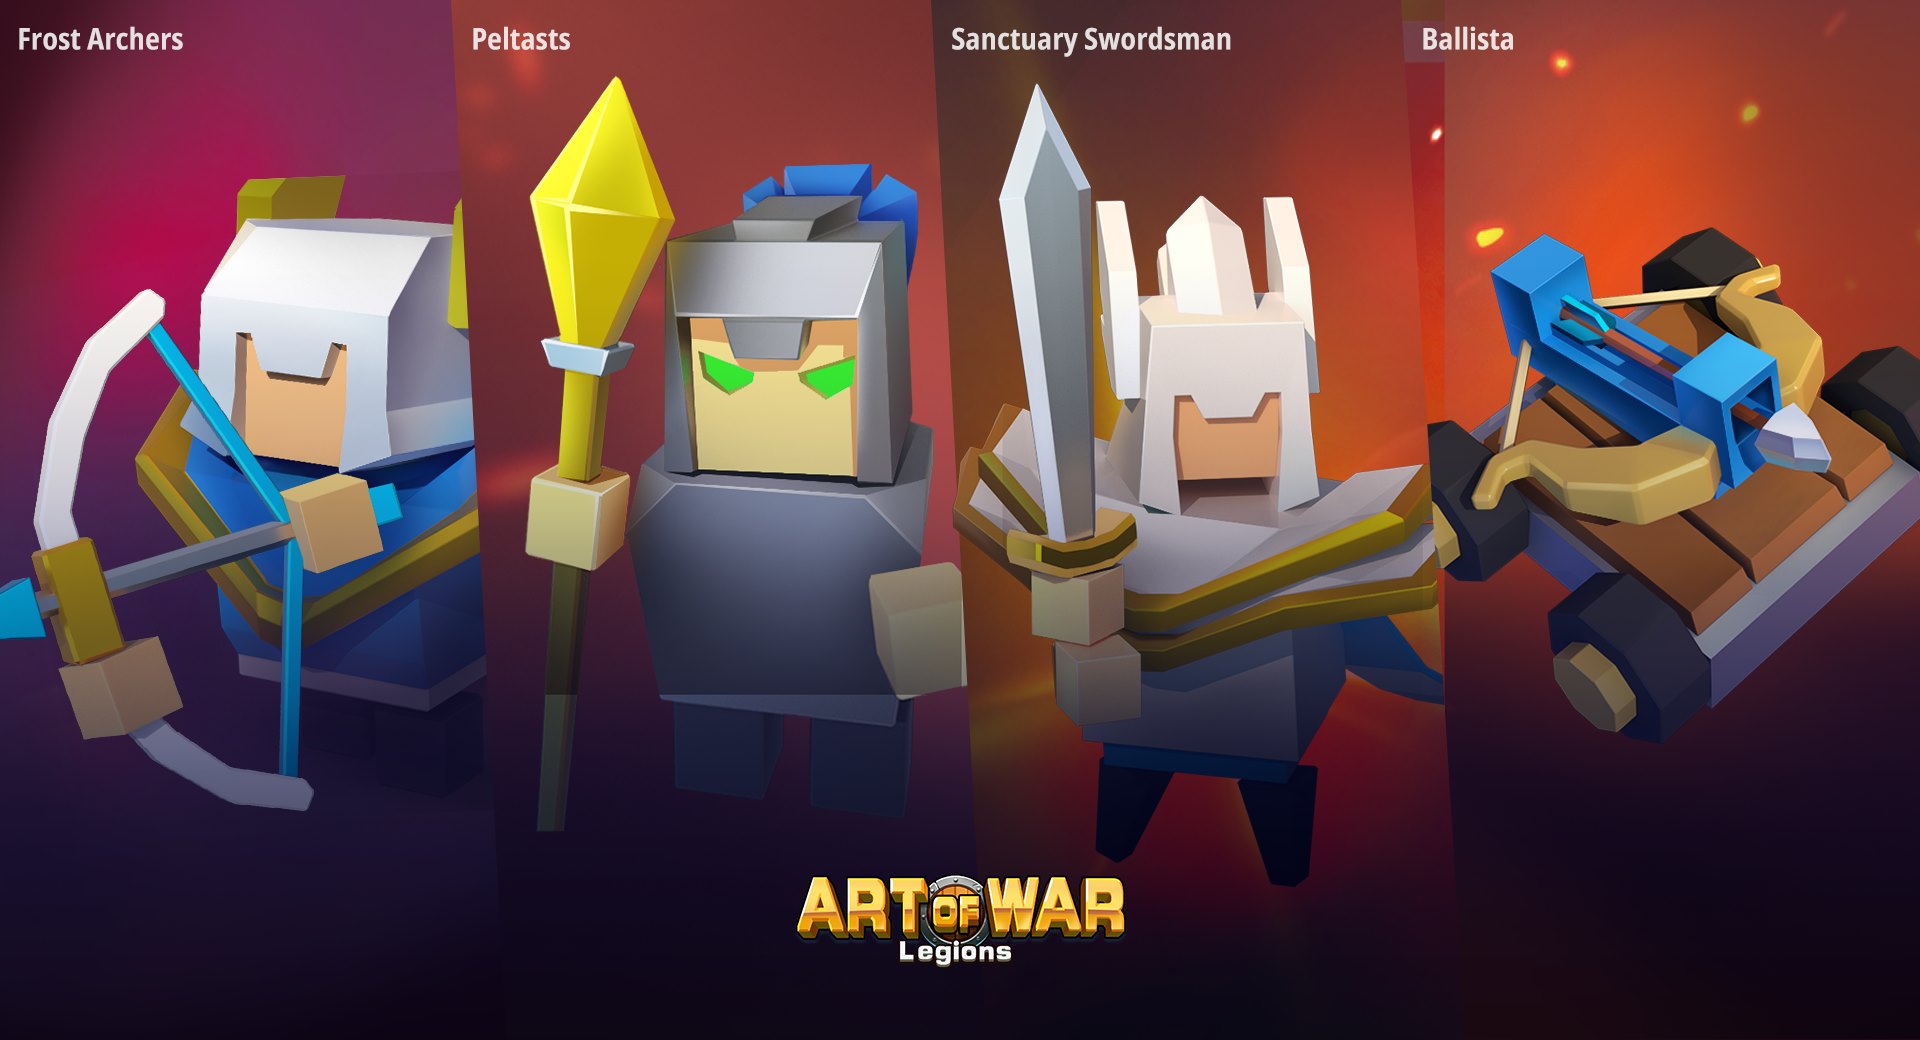 Frost Archers
Peltasts
Sanctuary Swordsman
Ballista
ART OF WAR
Legions